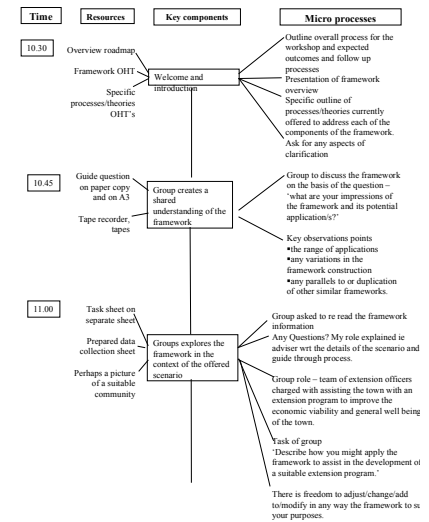 Time
Resources
Key components
Micro processes
10.30
Overview roadmap
Framework OHT
Specific
processes/theories
OHT's
Welcome and
introduction
Outline overall process for the
workshop and expected
outcomes and follow up
processes
Presentation of framework
overview
Specific outline of
processes/theories currently
offered to address each of the
components of the framework.
Ask for any aspects of
clarification
10.45
Guide question
on paper copy
and on A3
Tape recorder,
tapes
Group creates a
shared
understanding of the
framework
Group to discuss the framework
on the basis of the question –
'what are your impressions of
the framework and its potential
application/s?'
Key observations points
▪the range of applications
▪any variations in the
framework construction
▪any parallels to or duplication
of other similar frameworks.
11.00
Task sheet on
separate sheet
Prepared data
collection sheet
Perhaps a picture
of a suitable
community
Groups explores the
framework in the
context of the offered
scenario
Group asked to re read the framework
information
Any Questions? My role explained ie
adviser wrt the details of the scenario and
guide through process.
Group role – team of extension officers
charged with assisting the town with an
extension program to improve the
economic viability and general well being
of the town.
Task of group
'Describe how you might apply the
framework to assist in the development of
a suitable extension program.'
There is freedom to adjust/change/add
to/modify in any way the framework to su
your purposes.